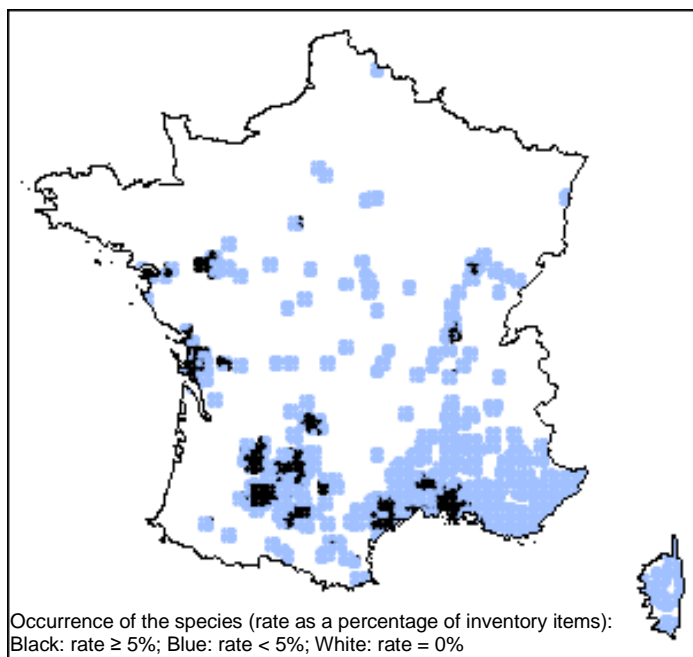 Occurrence of the species (rate as a percentage of inventory items):
Black: rate ≥ 5%; Blue: rate < 5%; White: rate = 0%